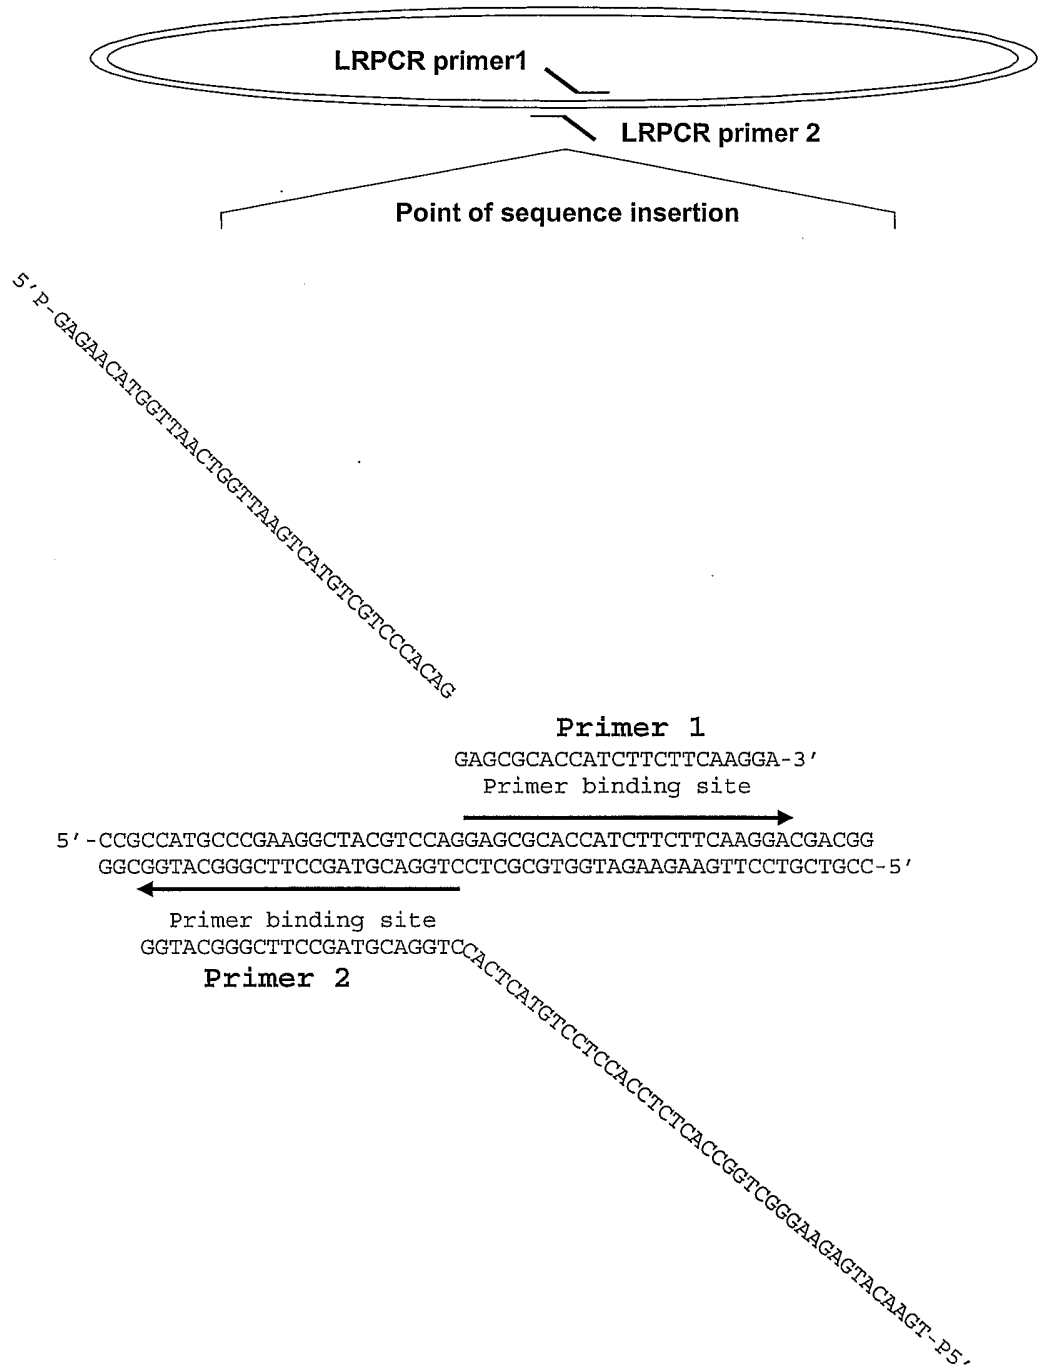 LRPCR primer1
LRPCR primer 2
Point of sequence insertion
5'P-GAGAACATGGTTAACTGGTTAAGTCATGTCGTCCCACAG
Primer 1
GAGCGCACCATCTTCTTCAAGGA-3'
Primer binding site
5'-CCGCCATGCCCGAAGGCTACGTCCAGGAGCGCACCATCTTCTTCAAGGACGACGG
GGCGGTACGGGCTTCCGATGCAGGTCCTCGCGTGGTAGAAGAAGTTCCTGCTGCC-5'
Primer binding site
GGTACGGGCTTCCGATGCAGGTCCACTCATGTCCTCCACCTCTCACCGGTCGGGAAGAGTACAAGT-P5'
Primer 2